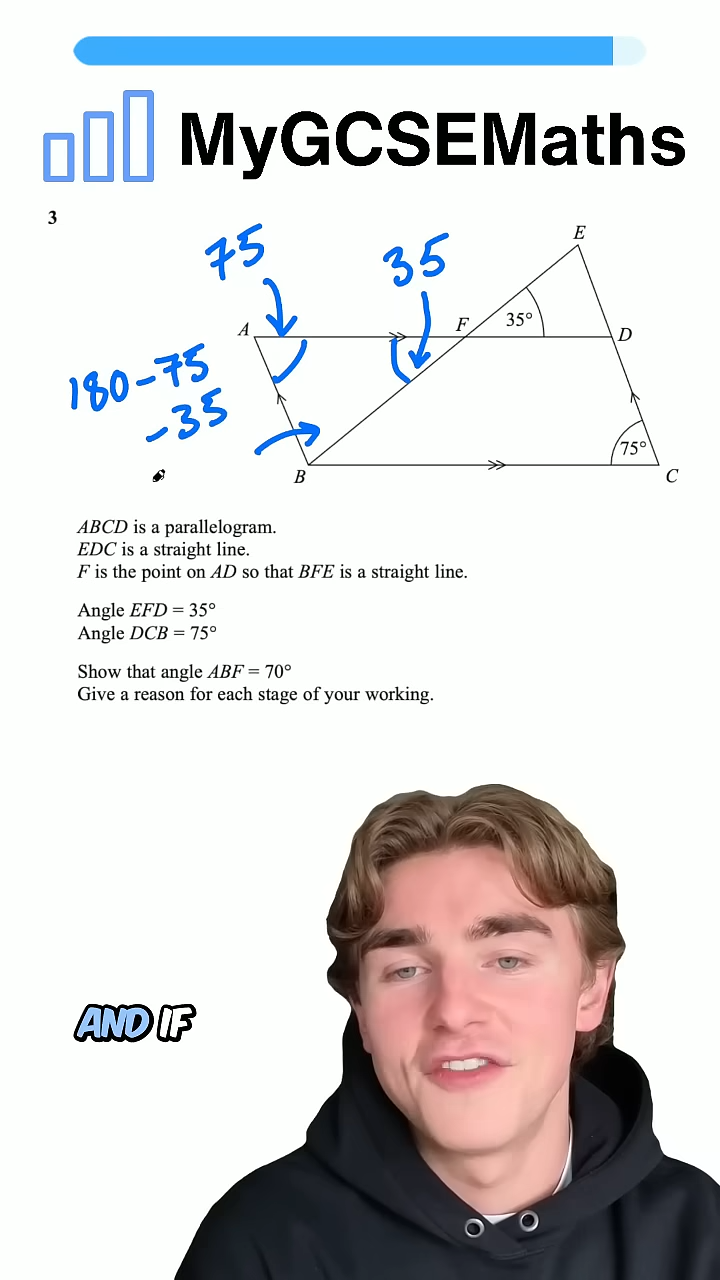 MyGCSEMaths
3
75
35
E
A
F
35°
D
180-75
-35
75°
B
C
ABCD is a parallelogram.
EDC is a straight line.
F is the point on AD so that BFE is a straight line.
Angle EFD = 35°
Angle DCB = 75°
Show that angle ABF = 70°
Give a reason for each stage of your working.
AND IF